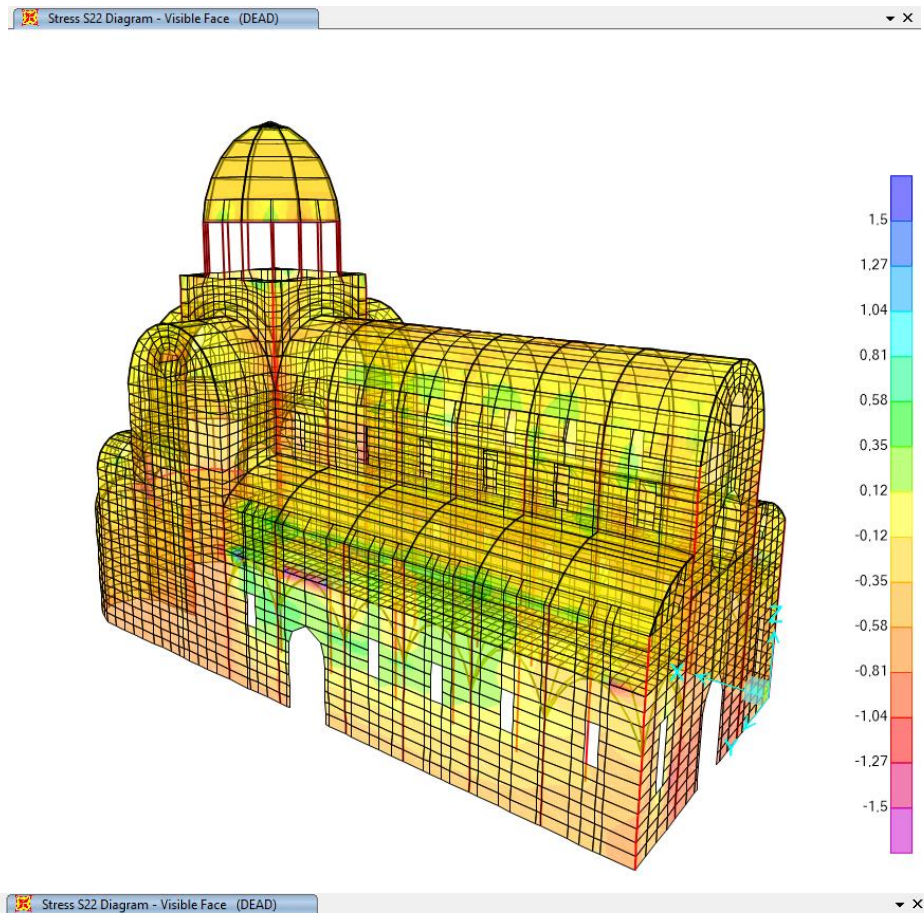 Stress S22 Diagram - Visible Face (DEAD)
1.5
1,27
1.04
0.81
0.58
0.35
0.12
-0.12
-0.35
-0.58
-0.81
-1.04
-1,27
-1.5
X
Z
Y
Stress S22 Diagram - Visible Face (DEAD)